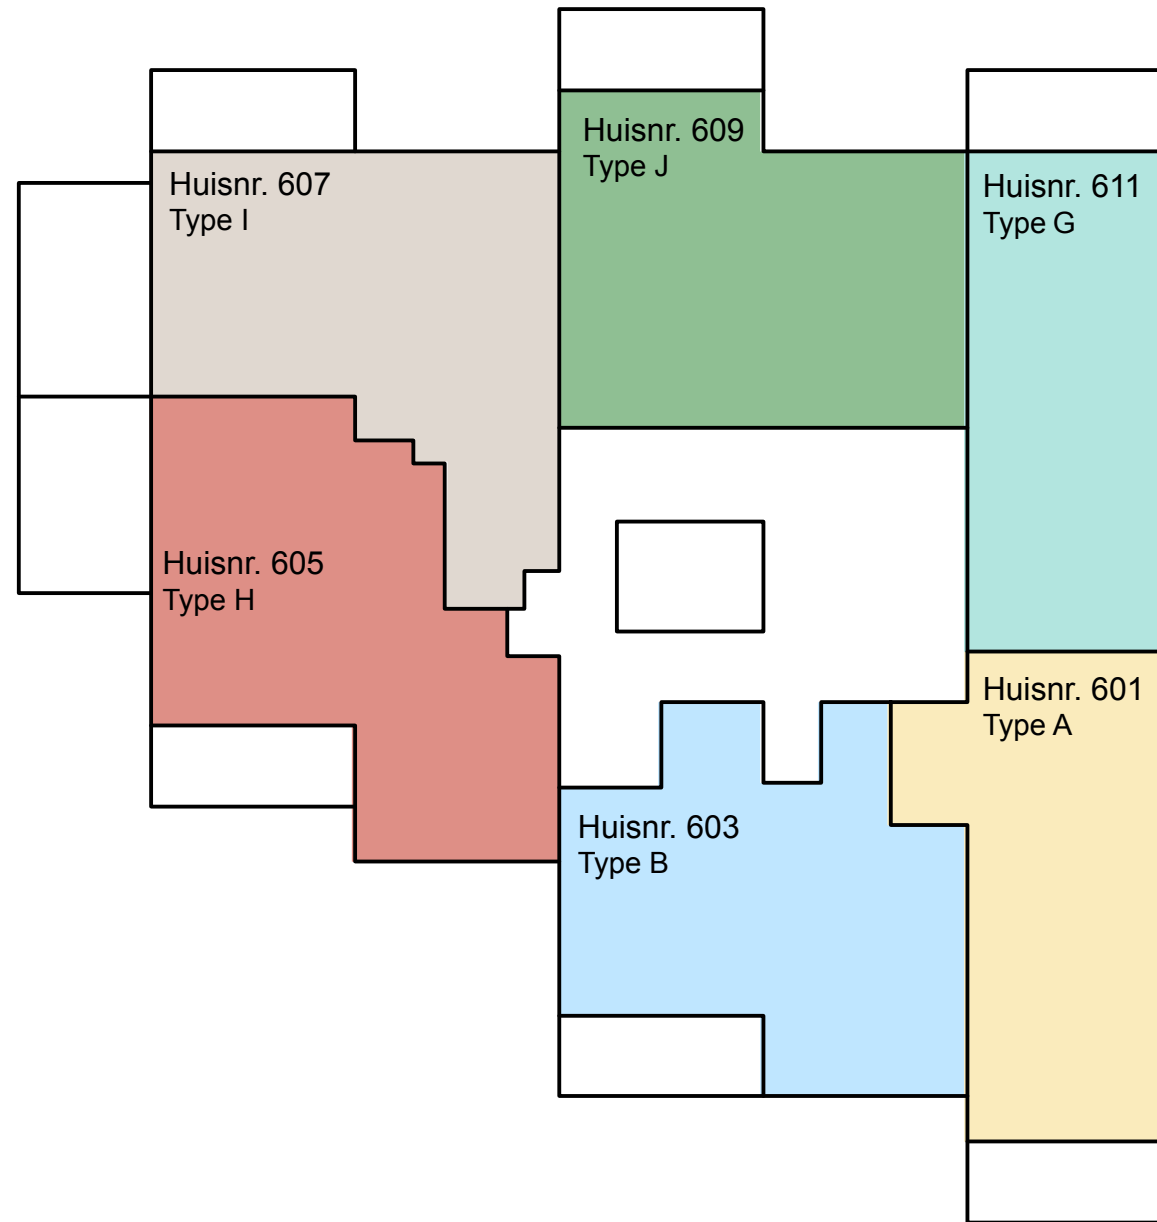 Huisnr. 609
Type J
Huisnr. 607
Type I
Huisnr. 611
Type G
Huisnr. 605
Type H
Huisnr. 601
Type A
Huisnr. 603
Type B